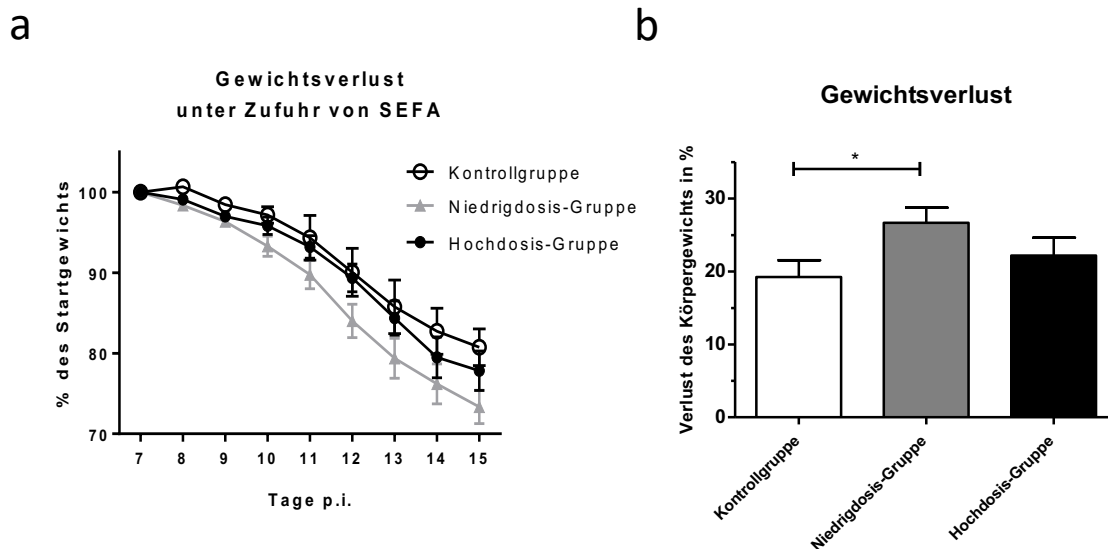 a
Gewichtsverlust
unter Zufuhr von SEFA
% des Startgewichts
100
90
80
70
7 8 9 10 11 12 13 14 15
Tage p.i.
Kontrollgruppe
Niedrigdosis-Gruppe
Hochdosis-Gruppe
b
Gewichtsverlust
Verlust des Körpergewichts in %
*
30
20
10
0
Kontrollgruppe
Niedrigdosis-Gruppe
Hochdosis-Gruppe